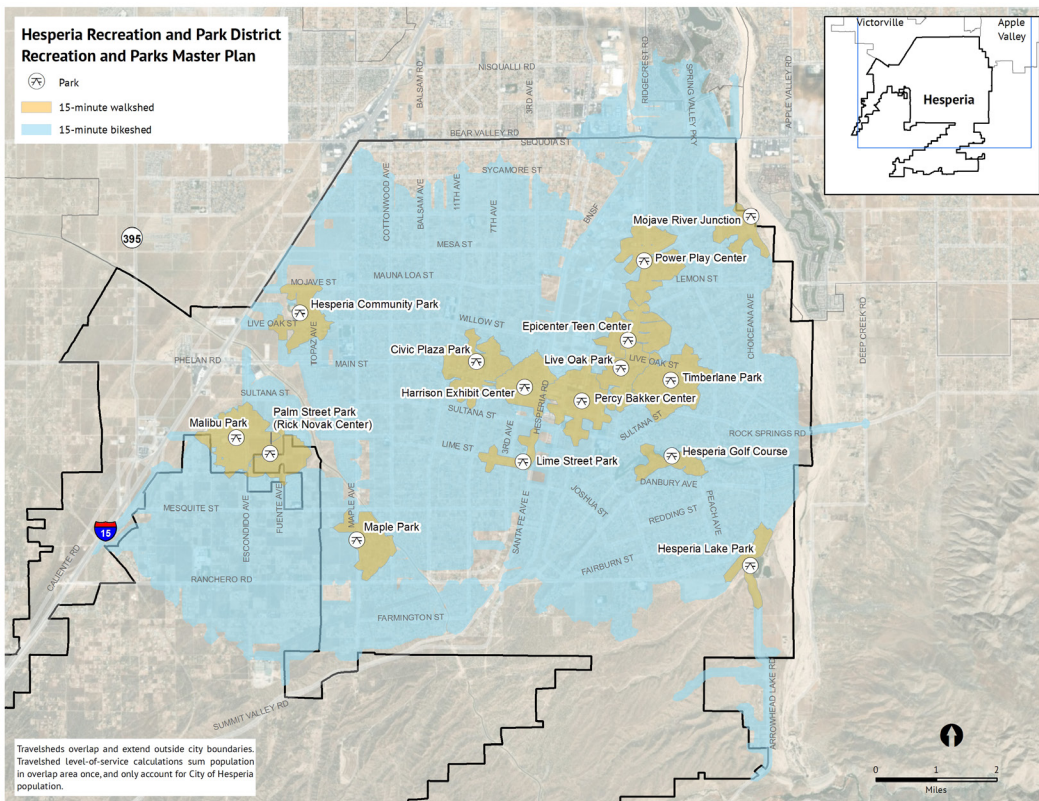 Hesperia Recreation and Park District
Recreation and Parks Master Plan
Park
15-minute walkshed
15-minute bikeshed
Victorville
Apple
Valley
Hesperia
NISQUALLI RD
BALSAM RD
3RD AVE
RIDGECREST RD
SPRING VALLEY PKY
APPLE VALLEY RD
BEAR VALLEY RD
SEQUOIA ST
SYCAMORE ST
COTTONWOOD AVE
BALSAM AVE
11TH AVE
7TH AVE
BNSF
Mojave River Junction
395
MESA ST
Power Play Center
MAUNA LOA ST
LEMON ST
MOJAVE ST
Hesperia Community Park
CHOICEANA AVE
DEEP CREEK RD
LIVE OAK ST
TOPAZ AVE
WILLOW ST
Epicenter Teen Center
PHELAN RD
MAIN ST
Civic Plaza Park
Live Oak Park
LIVE OAK ST
Timberlane Park
SULTANA ST
Harrison Exhibit Center
HESPERIA RD
Percy Bakker Center
Palm Street Park
(Rick Novak Center)
Malibu Park
SULTANA ST
SULTANA ST
ROCK SPRINGS RD
LIME ST
3RD AVE
Lime Street Park
Hesperia Golf Course
DANBURY AVE
MESQUITE ST
ESCONDIDO AVE
FUENTE AVE
MAPLE AVE
SANTA FE AVE E
JOSHUA ST
REDDING ST
PEACH AVE
15
Maple Park
Hesperia Lake Park
CALIENTE RD
RANCHERO RD
FAIRBURN ST
FARMINGTON ST
SUMMIT VALLEY RD
ARROWHEAD LAKE RD
Travelsheds overlap and extend outside city boundaries.
Travelshed level-of-service calculations sum population
in overlap area once, and only account for City of Hesperia
population.
0 1 2
Miles